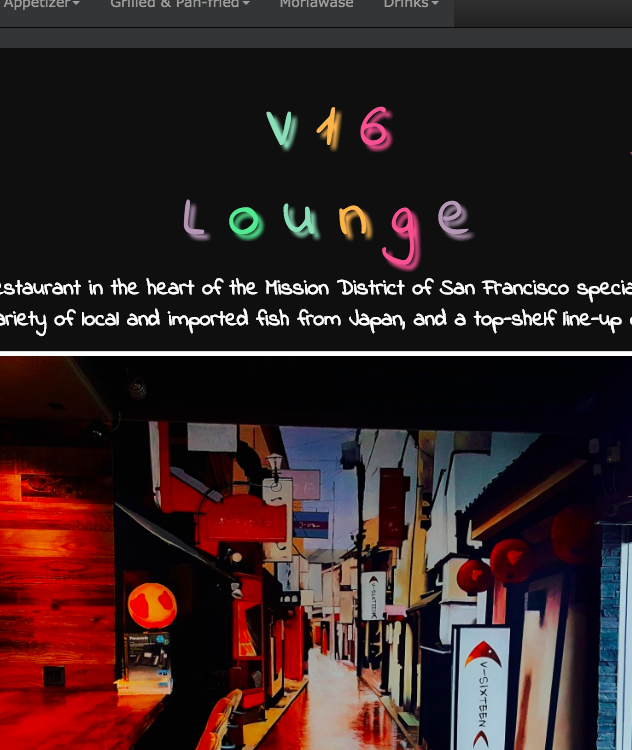 Appetizer Grilled & Pan-fried Moriawase Drinks
V16
Lounge
estaurant in the heart of the Mission District of San Francisco specia
ariety of local and imported fish from Japan, and a top-shelf line-up
V-SIXTEEN
V-SIXTEEN